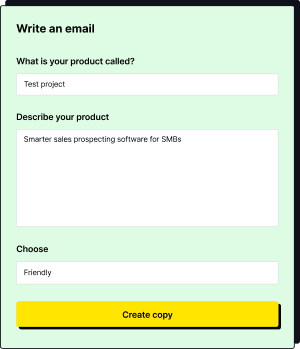 Write an email
What is your product called?
Test project
Describe your product
Smarter sales prospecting software for SMBs
Choose
Friendly
Create copy